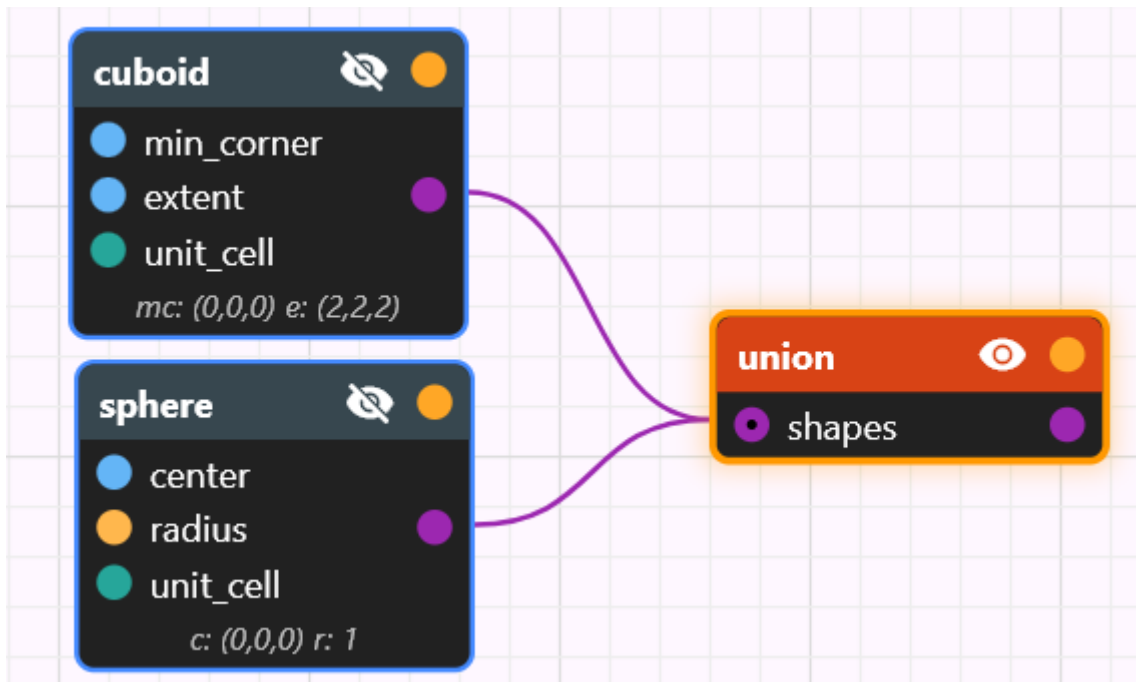 cuboid
min_corner
extent
unit_cell
mc: (0,0,0) e: (2,2,2)
sphere
center
radius
unit_cell
c: (0,0,0) r: 1
union
shapes